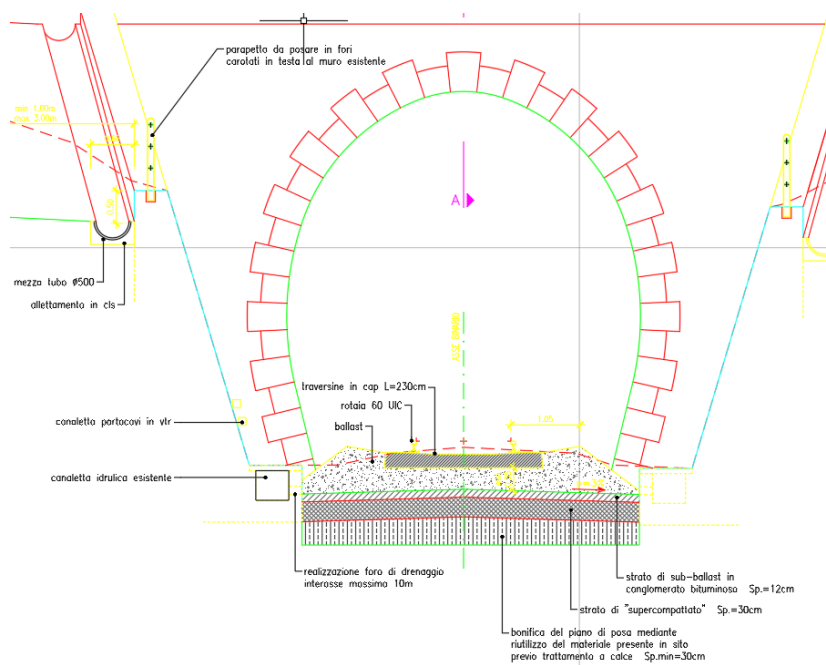 parapetto da posare in fori
carotati in testa al muro esistente
min 1.00m
max 2.00m
0.50
A
mezzo tubo Ø500
allettamento in cls
ASSE BINARIO
traversine in cap L=230cm
rotaia 60 UIC
1.05
ballast
canaletta portacavi in vtr
canaletta idrulica esistente
realizzazione foro di drenaggio
interasse massimo 10m
strato di sub-ballast in
conglomerato bituminoso Sp.=12cm
strato di "supercompattato" Sp.=30cm
bonifica del piano di posa mediante
riutilizzo del materiale presente in sito
previo trattamento a calce Sp.min=30cm